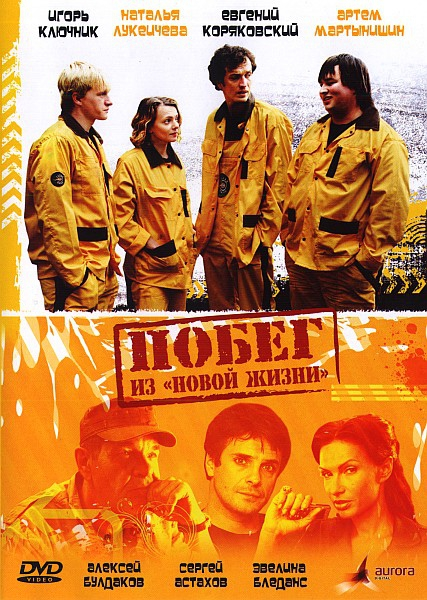 ИГОРЬ
КЛЮЧНИК
НАТАЛЬЯ
ЛУКЕИЧЕВА
ЕВГЕНИЙ
КОРЯКОВСКИЙ
АРТЕМ
МАРТЫНИШИН
ПОБЕГ
ИЗ «НОВОЙ ЖИЗНИ»
DVD
VIDEO
АЛЕКСЕЙ
БУЛДАКОВ
СЕРГЕЙ
АСТАХОВ
ЭВЕЛИНА
БЛЕДАНС
aurora
DIGITAL